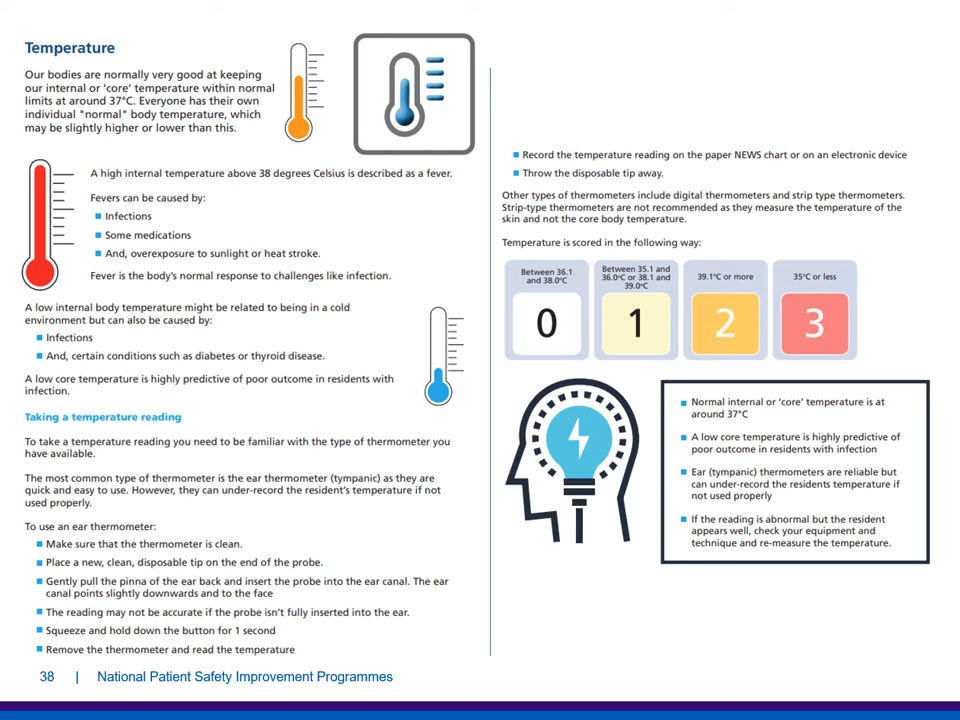 Temperature
Our bodies are normally very good at keeping
our internal or ‘core’ temperature within normal
limits at around 37°C. Everyone has their own
individual "normal" body temperature, which
may be slightly higher or lower than this.
A high internal temperature above 38 degrees Celsius is described as a fever.
Fevers can be caused by:
Infections
Some medications
And, overexposure to sunlight or heat stroke.
Fever is the body’s normal response to challenges like infection.
A low internal body temperature might be related to being in a cold
environment but can also be caused by:
Infections
And, certain conditions such as diabetes or thyroid disease.
A low core temperature is highly predictive of poor outcome in residents with
infection.
Taking a temperature reading
To take a temperature reading you need to be familiar with the type of thermometer you
have available.
The most common type of thermometer is the ear thermometer (tympanic) as they are
quick and easy to use. However, they can under-record the resident’s temperature if not
used properly.
To use an ear thermometer:
Make sure that the thermometer is clean.
Place a new, clean, disposable tip on the end of the probe.
Gently pull the pinna of the ear back and insert the probe into the ear canal. The ear
canal points slightly downwards and to the face
The reading may not be accurate if the probe isn’t fully inserted into the ear.
Squeeze and hold down the button for 1 second
Remove the thermometer and read the temperature
Record the temperature reading on the paper NEWS chart or on an electronic device
Throw the disposable tip away.
Other types of thermometers include digital thermometers and strip type thermometers.
Strip-type thermometers are not recommended as they measure the temperature of the
skin and not the core body temperature.
Temperature is scored in the following way:
Between 36.1
and 38.0°C
0
Between 35.1 and
36.0°C or 38.1 and
39.0°C
1
39.1°C or more
2
35°C or less
3
Normal internal or ‘core’ temperature is at
around 37°C
A low core temperature is highly predictive of
poor outcome in residents with infection
Ear (tympanic) thermometers are reliable but
can under-record the residents temperature if
not used properly
If the reading is abnormal but the resident
appears well, check your equipment and
technique and re-measure the temperature.
38 | National Patient Safety Improvement Programmes